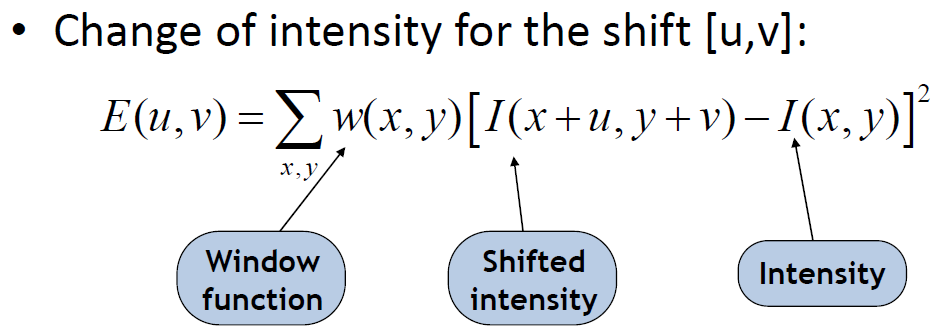 • Change of intensity for the shift [u,v]:
E(u,v) = ∑ w(x,y)[I(x+u,y+v)−I(x,y)]²
x,y
Window
function
Shifted
intensity
Intensity